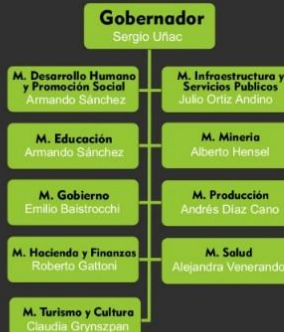 Gobernador
Sergio Uñac
M. Desarrollo Humano
y Promoción Social
Armando Sánchez
M. Infraestructura y
Servicios Publicos
Julio Ortiz Andino
M. Educación
Armando Sánchez
M. Mineria
Alberto Hensel
M. Gobierno
Emilio Baistrocchi
M. Producción
Andrés Díaz Cano
M. Hacienda y Finanzas
Roberto Gattoni
M. Salud
Alejandra Venerando
M. Turismo y Cultura
Claudia Grynszpan